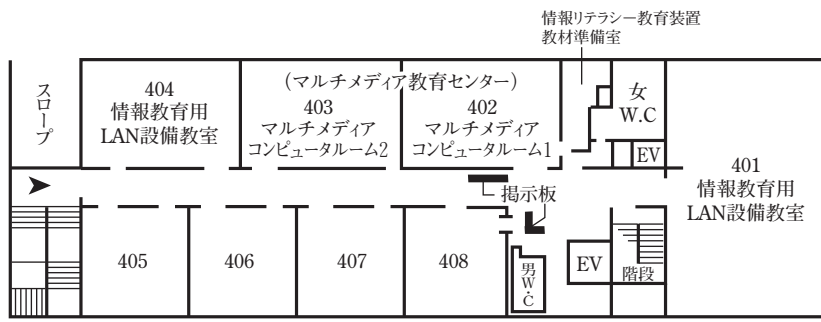 情報リテラシー教育装置
教材準備室
スロープ
404
情報教育用
LAN設備教室
(マルチメディア教育センター)
403
マルチメディア
コンピュータルーム2
402
マルチメディア
コンピュータルーム1
女
W.C
EV
401
情報教育用
LAN設備教室
掲示板
405
406
407
408
男W・C
EV
階段